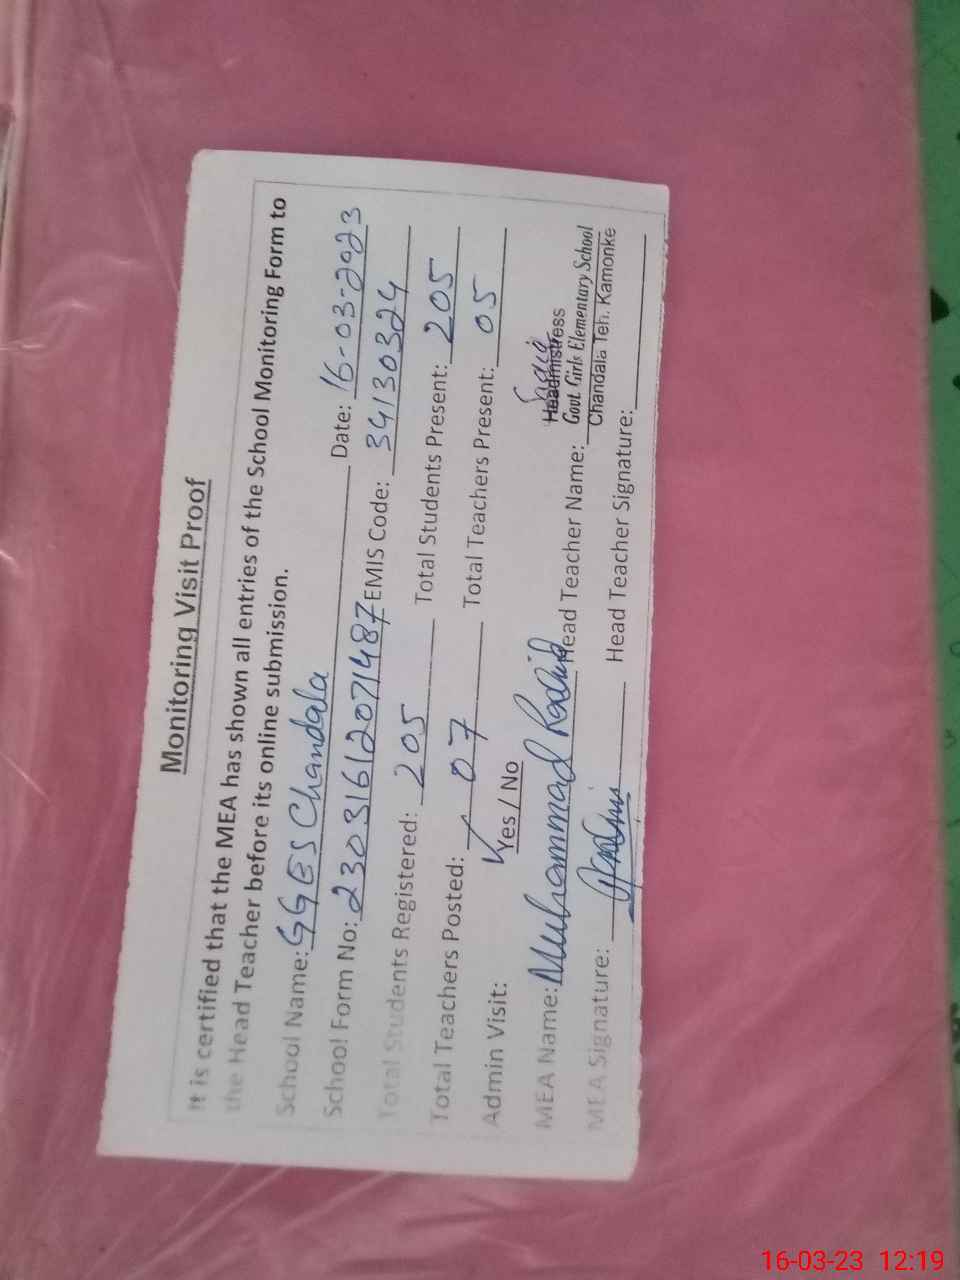 Monitoring Visit Proof
It is certified that the MEA has shown all entries of the School Monitoring Form to
the Head Teacher before its online submission.
School Name: GGES Chandala Date: 16-03-2023
School Form No: 23031612071487 EMIS Code: 34130324
Total Students Registered: 205 Total Students Present: 205
Total Teachers Posted: 07 Total Teachers Present: 05
Admin Visit: Yes / No
MEA Name: Muhammad Rashid Head Teacher Name:
Headmistress
Govt. Girls Elementary School
Chandala Teh. Kamonke
MEA Signature: Head Teacher Signature:
16-03-23 12:19